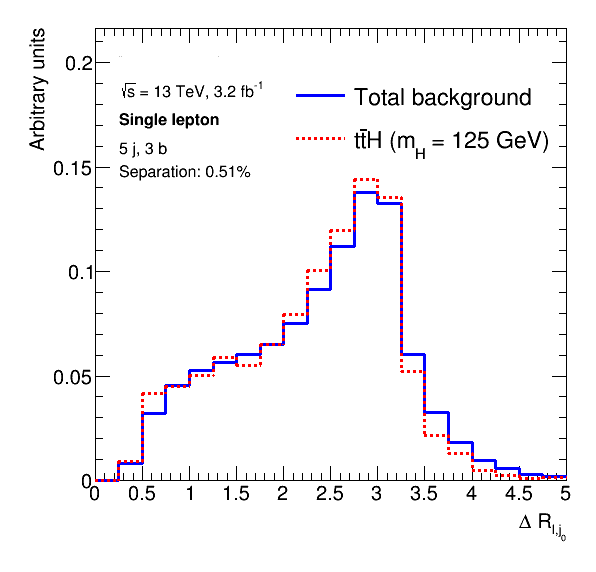 Arbitrary units
0.2
0.15
0.1
0.05
0
√s = 13 TeV, 3.2 fb⁻¹
Single lepton
5 j, 3 b
Separation: 0.51%
Total background
tt̄H (m_H = 125 GeV)
0 0.5 1 1.5 2 2.5 3 3.5 4 4.5 5
Δ R_l,j₀